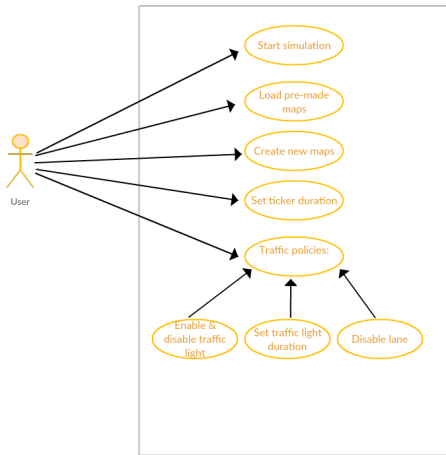 Start simulation
Load pre-made
maps
Create new maps
User
Set ticker duration
Traffic policies:
Enable &
disable traffic
light
Set traffic light
duration
Disable lane